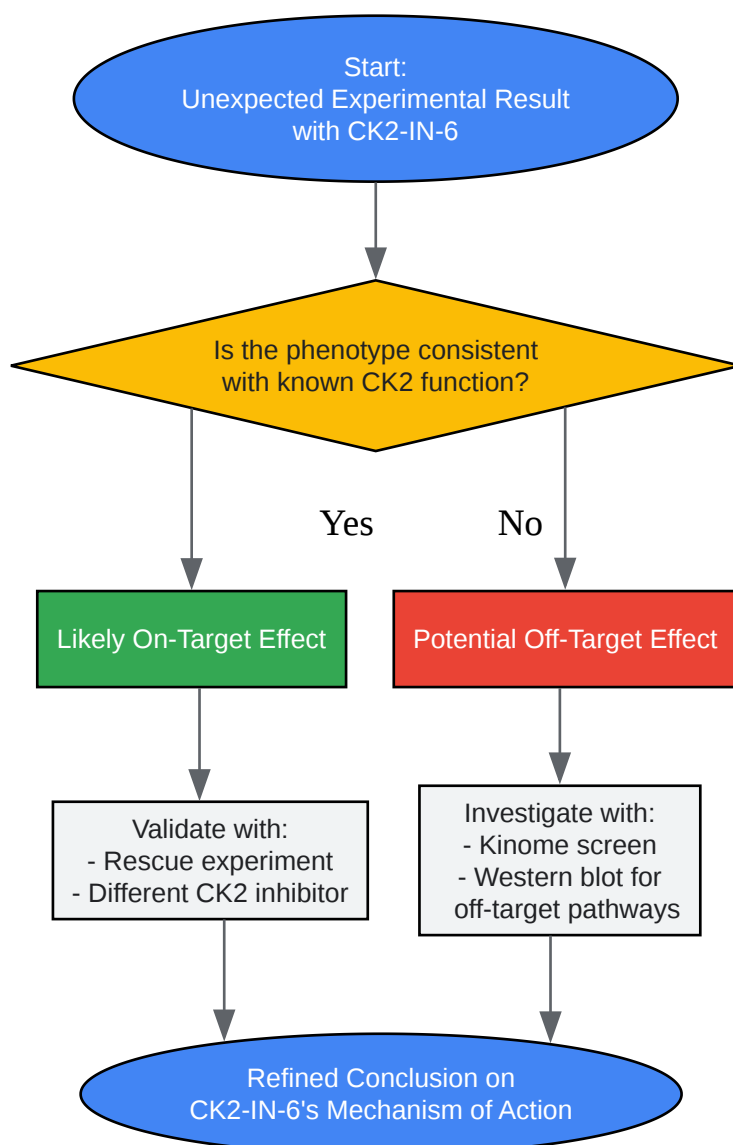 Start:
Unexpected Experimental Result
with CK2-IN-6
Is the phenotype consistent
with known CK2 function?
Yes
No
Likely On-Target Effect
Potential Off-Target Effect
Validate with:
- Rescue experiment
- Different CK2 inhibitor
Investigate with:
- Kinome screen
- Western blot for
off-target pathways
Refined Conclusion on
CK2-IN-6's Mechanism of Action